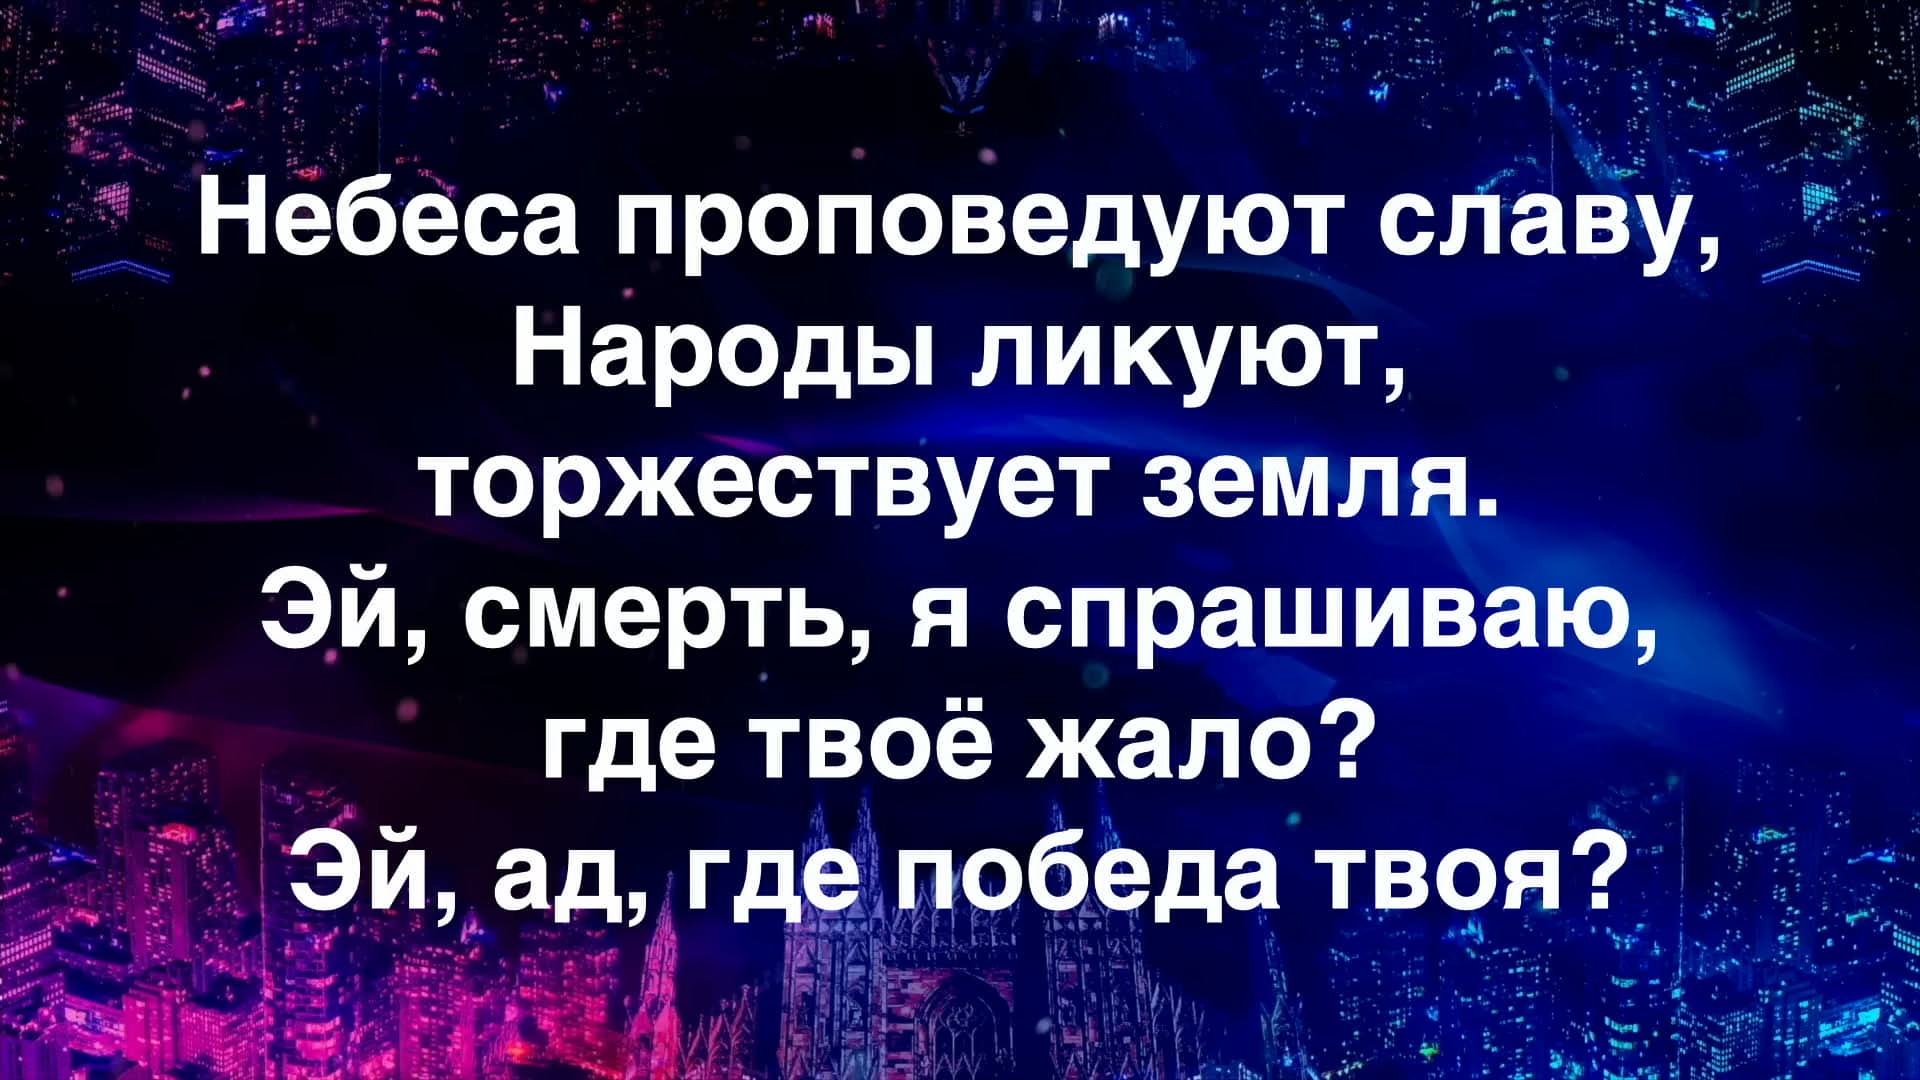 Небеса проповедуют славу,
Народы ликуют,
торжествует земля.
Эй, смерть, я спрашиваю,
где твоё жало?
Эй, ад, где победа твоя?